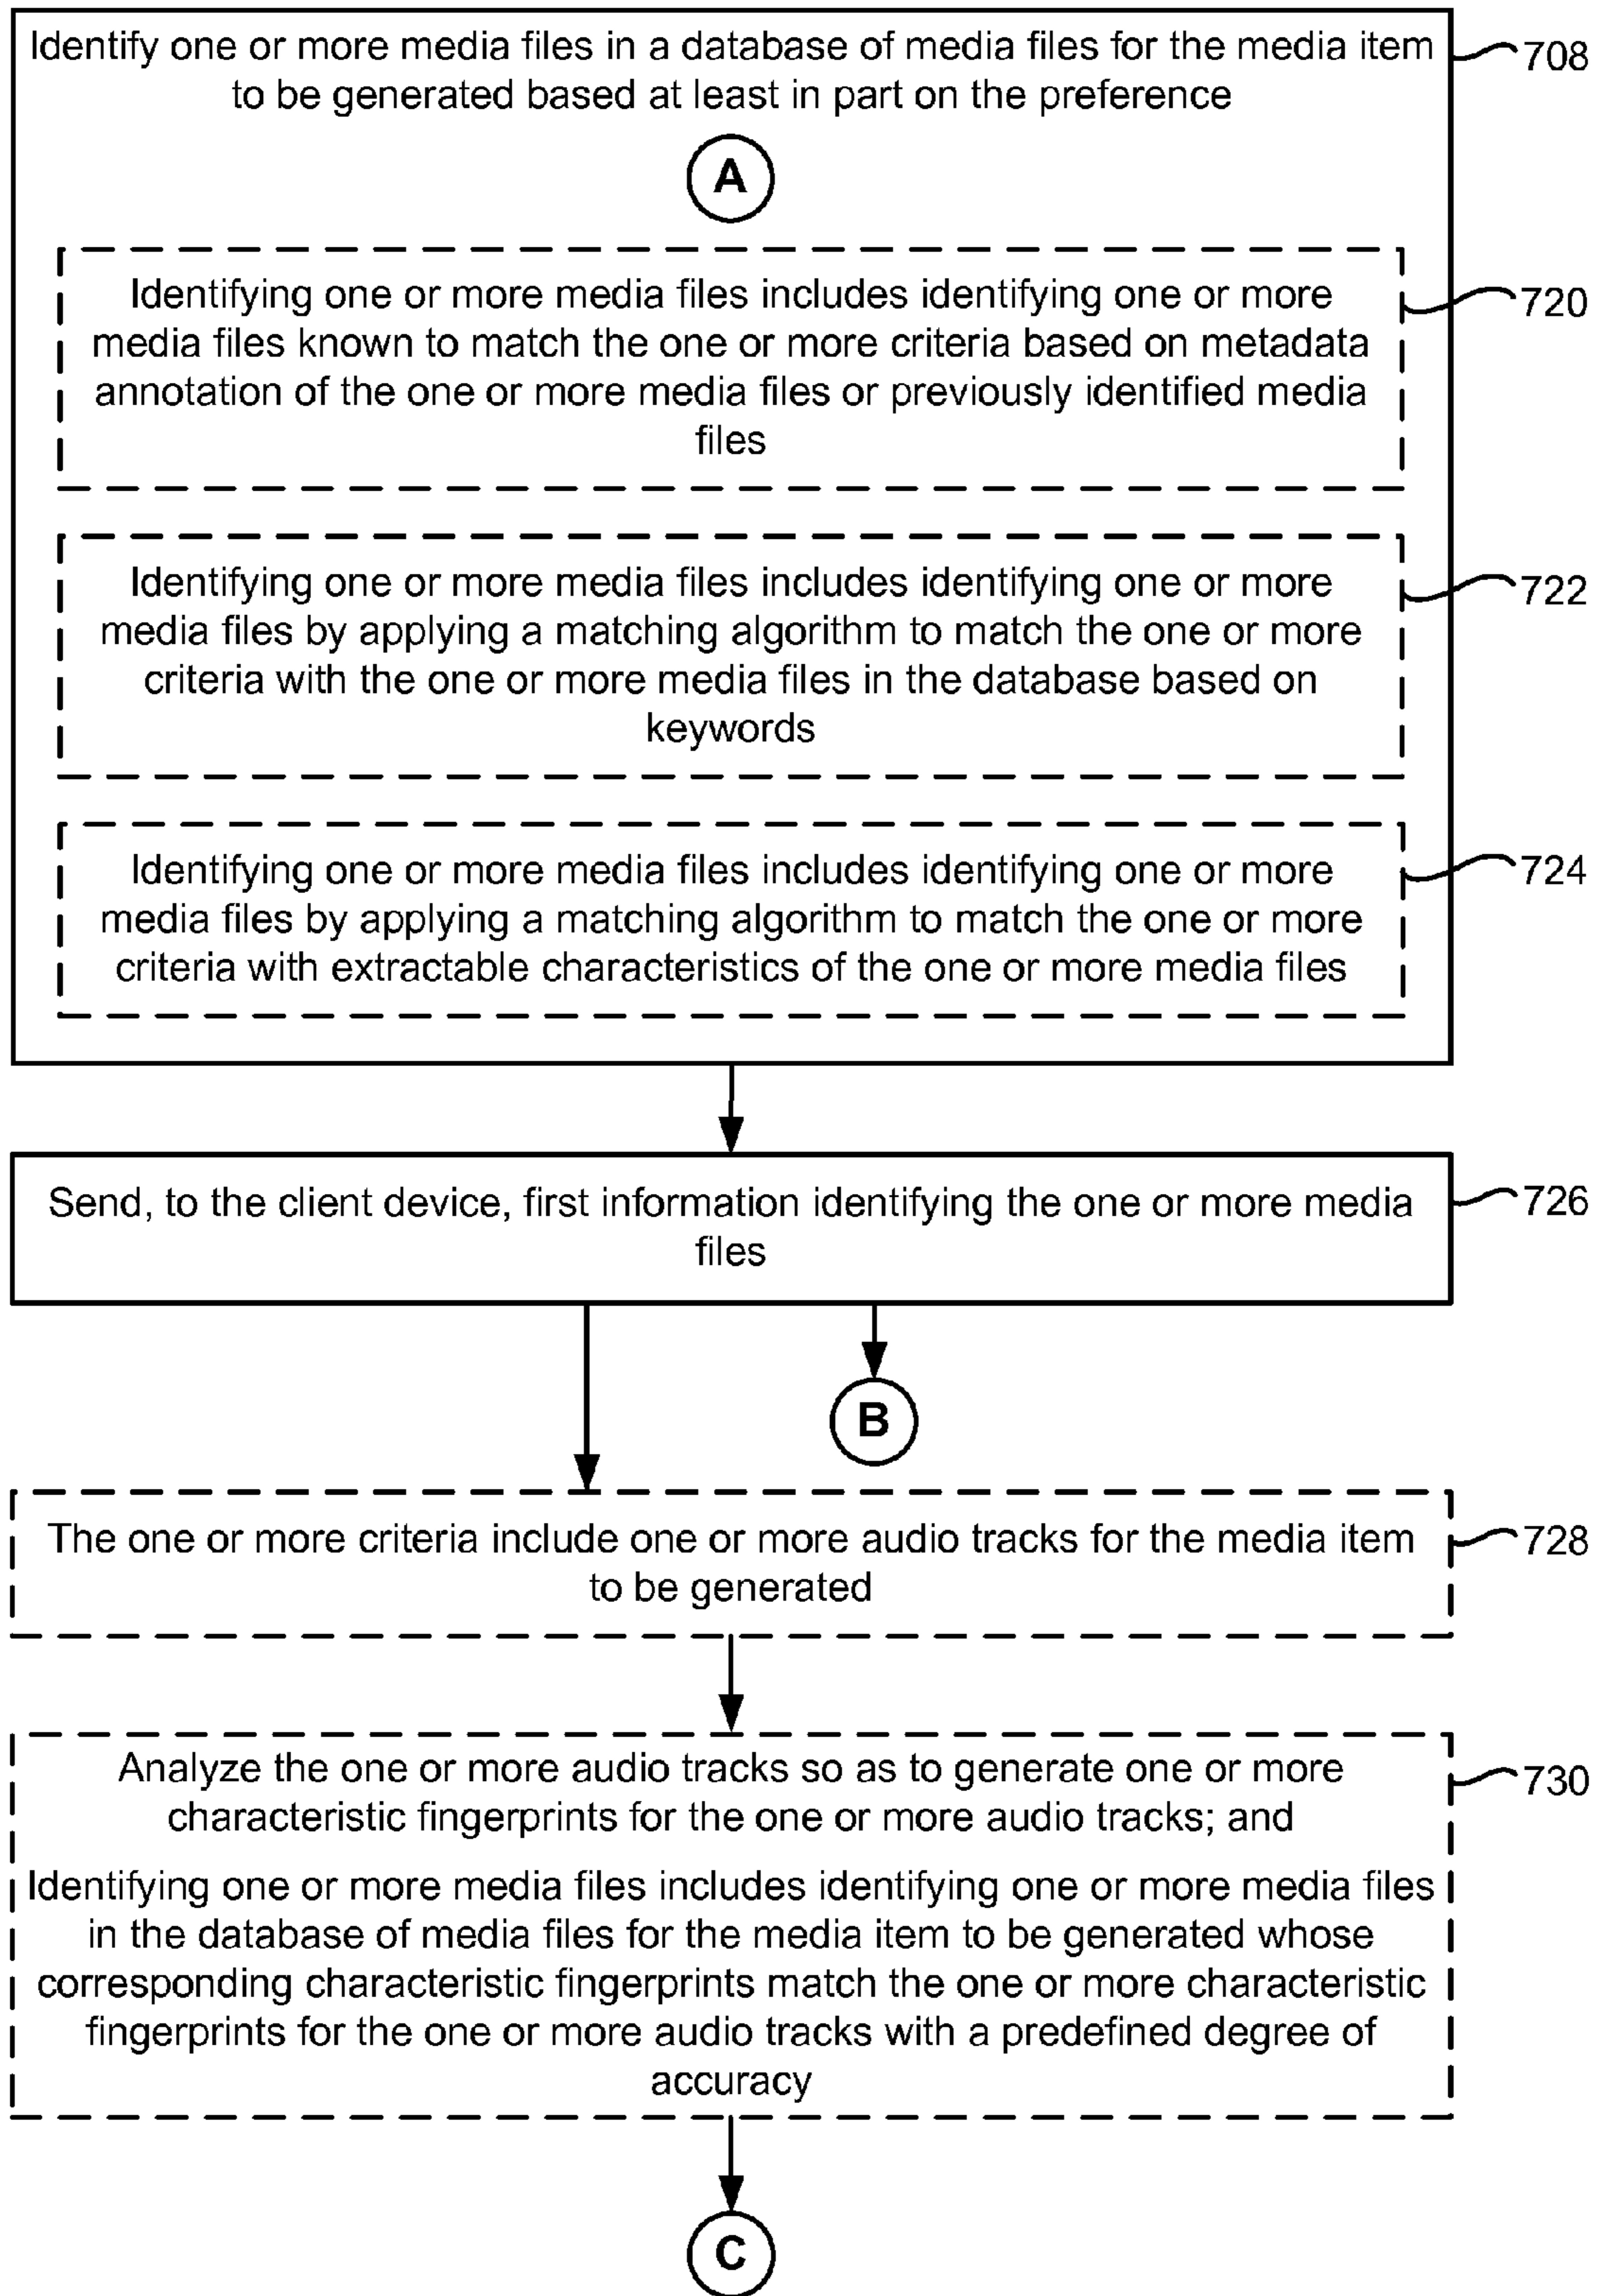 Identify one or more media files in a database of media files for the media item
to be generated based at least in part on the preference
708
A
Identifying one or more media files includes identifying one or more
media files known to match the one or more criteria based on metadata
annotation of the one or more media files or previously identified media
files
720
Identifying one or more media files includes identifying one or more
media files by applying a matching algorithm to match the one or more
criteria with the one or more media files in the database based on
keywords
722
Identifying one or more media files includes identifying one or more
media files by applying a matching algorithm to match the one or more
criteria with extractable characteristics of the one or more media files
724
Send, to the client device, first information identifying the one or more media
files
726
B
The one or more criteria include one or more audio tracks for the media item
to be generated
728
Analyze the one or more audio tracks so as to generate one or more
characteristic fingerprints for the one or more audio tracks; and
Identifying one or more media files includes identifying one or more media files
in the database of media files for the media item to be generated whose
corresponding characteristic fingerprints match the one or more characteristic
fingerprints for the one or more audio tracks with a predefined degree of
accuracy
730
C